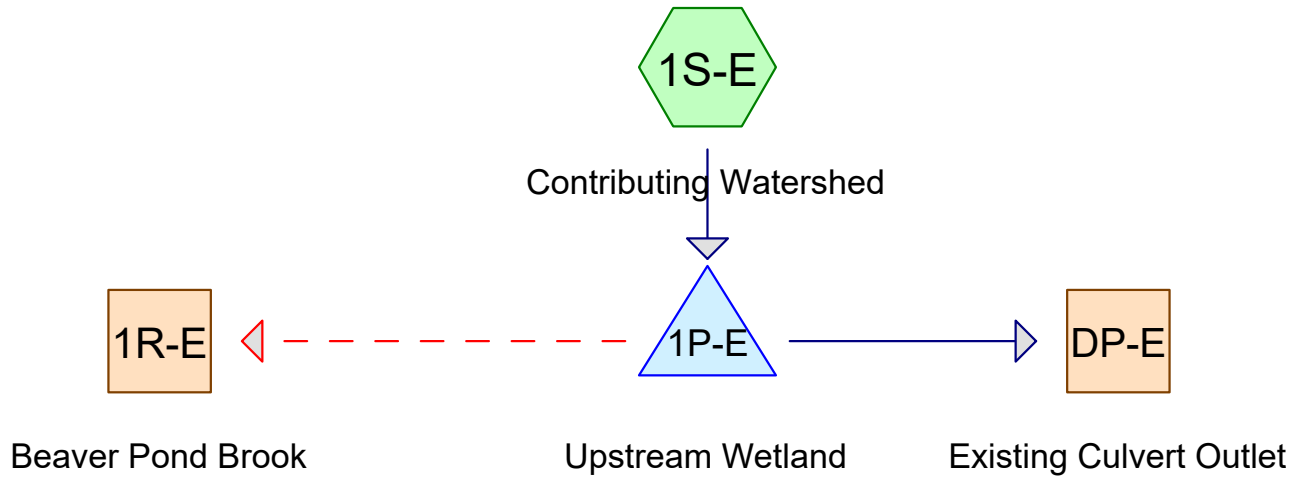 1S-E
Contributing Watershed
1R-E
1P-E
DP-E
Beaver Pond Brook
Upstream Wetland
Existing Culvert Outlet